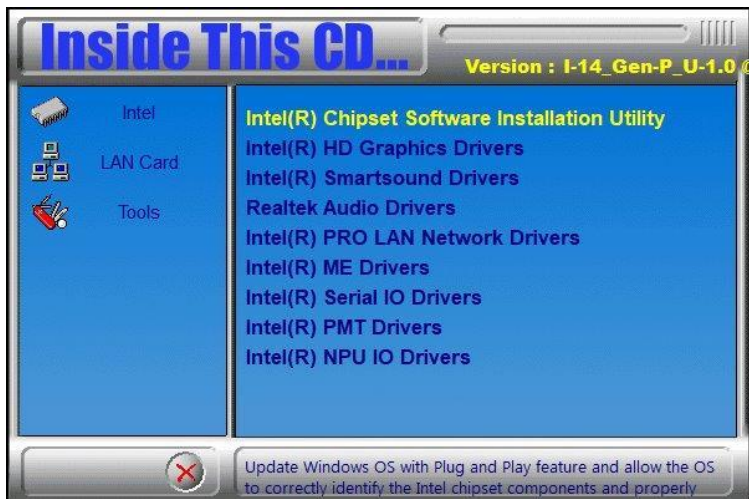 Inside This CD...
Version : I-14_Gen-P_U-1.0
Intel
LAN Card
Tools
Intel(R) Chipset Software Installation Utility
Intel(R) HD Graphics Drivers
Intel(R) Smartsound Drivers
Realtek Audio Drivers
Intel(R) PRO LAN Network Drivers
Intel(R) ME Drivers
Intel(R) Serial IO Drivers
Intel(R) PMT Drivers
Intel(R) NPU IO Drivers
Update Windows OS with Plug and Play feature and allow the OS
to correctly identify the Intel chipset components and properly